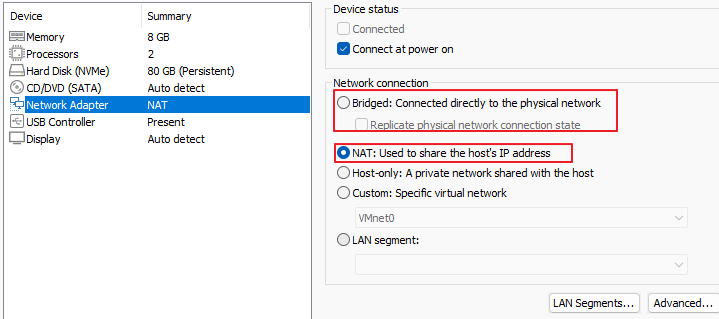 Device Summary
Memory 8 GB
Processors 2
Hard Disk (NVMe) 80 GB (Persistent)
CD/DVD (SATA) Auto detect
Network Adapter NAT
USB Controller Present
Display Auto detect
Device status
Connected
Connect at power on
Network connection
Bridged: Connected directly to the physical network
Replicate physical network connection state
NAT: Used to share the host's IP address
Host-only: A private network shared with the host
Custom: Specific virtual network
VMnet0
LAN segment:
LAN Segments... Advanced...